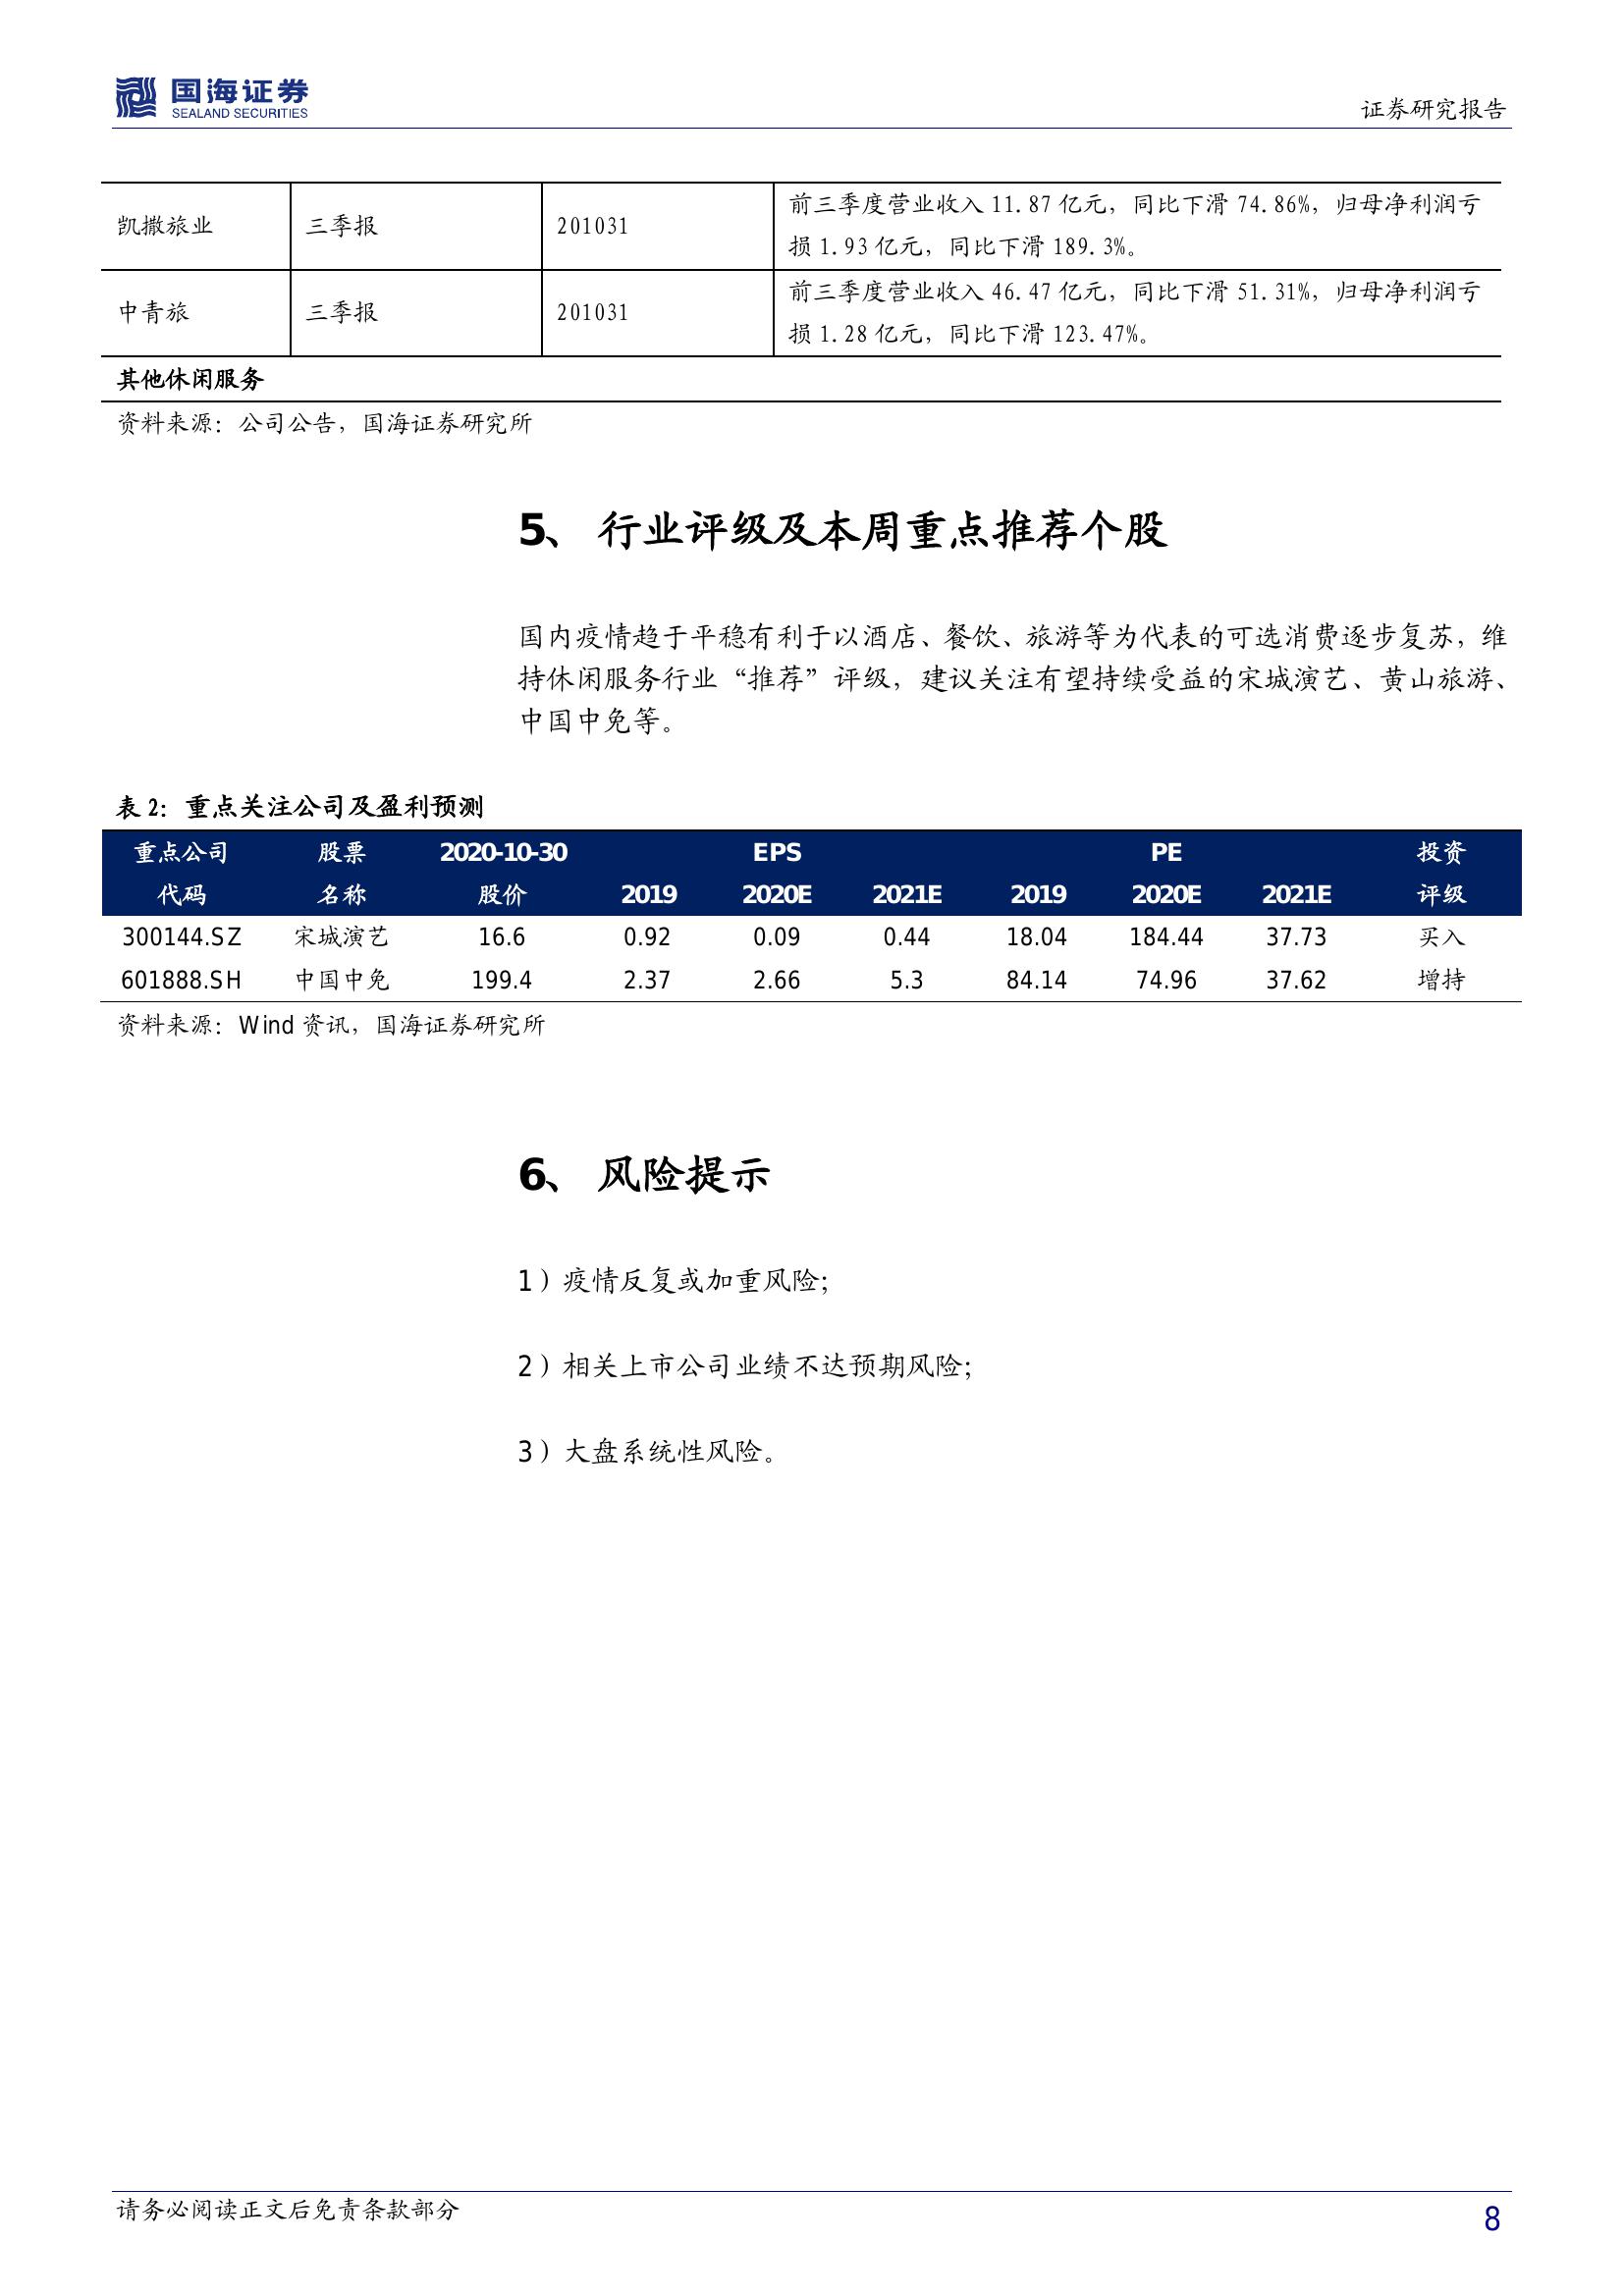 国海证券
SEALAND SECURITIES
证券研究报告
凯撒旅业 三季报 201031 前三季度营业收入 11.87 亿元，同比下滑 74.86%，归母净利润亏
损 1.93 亿元，同比下滑 189.3%。
中青旅 三季报 201031 前三季度营业收入 46.47 亿元，同比下滑 51.31%，归母净利润亏
损 1.28 亿元，同比下滑 123.47%。
其他休闲服务
资料来源：公司公告，国海证券研究所
5、 行业评级及本周重点推荐个股
国内疫情趋于平稳有利于以酒店、餐饮、旅游等为代表的可选消费逐步复苏，维
持休闲服务行业“推荐”评级，建议关注有望持续受益的宋城演艺、黄山旅游、
中国中免等。
表 2：重点关注公司及盈利预测
重点公司 股票 2020-10-30 EPS PE 投资
代码 名称 股价 2019 2020E 2021E 2019 2020E 2021E 评级
300144.SZ 宋城演艺 16.6 0.92 0.09 0.44 18.04 184.44 37.73 买入
601888.SH 中国中免 199.4 2.37 2.66 5.3 84.14 74.96 37.62 增持
资料来源：Wind 资讯，国海证券研究所
6、 风险提示
1）疫情反复或加重风险；
2）相关上市公司业绩不达预期风险；
3）大盘系统性风险。
请务必阅读正文后免责条款部分
8